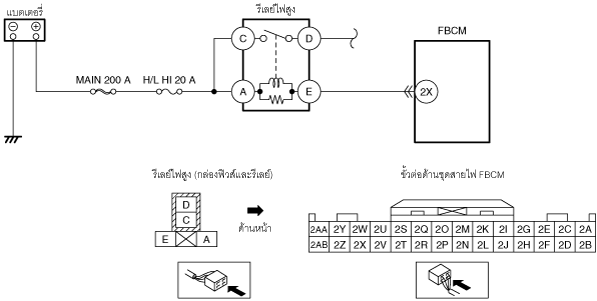 แบตเตอรี่
รีเลย์ไฟสูง
FBCM
C
D
MAIN 200 A
H/L HI 20 A
A
E
2X
รีเลย์ไฟสูง (กล่องฟิวส์และรีเลย์)
ขั้วต่อด้านชุดสายไฟ FBCM
D
C
E
A
ด้านหน้า
2AA 2Y 2W 2U 2S 2Q 2O 2M 2K 2I 2G 2E 2C 2A
2AB 2Z 2X 2V 2T 2R 2P 2N 2L 2J 2H 2F 2D 2B